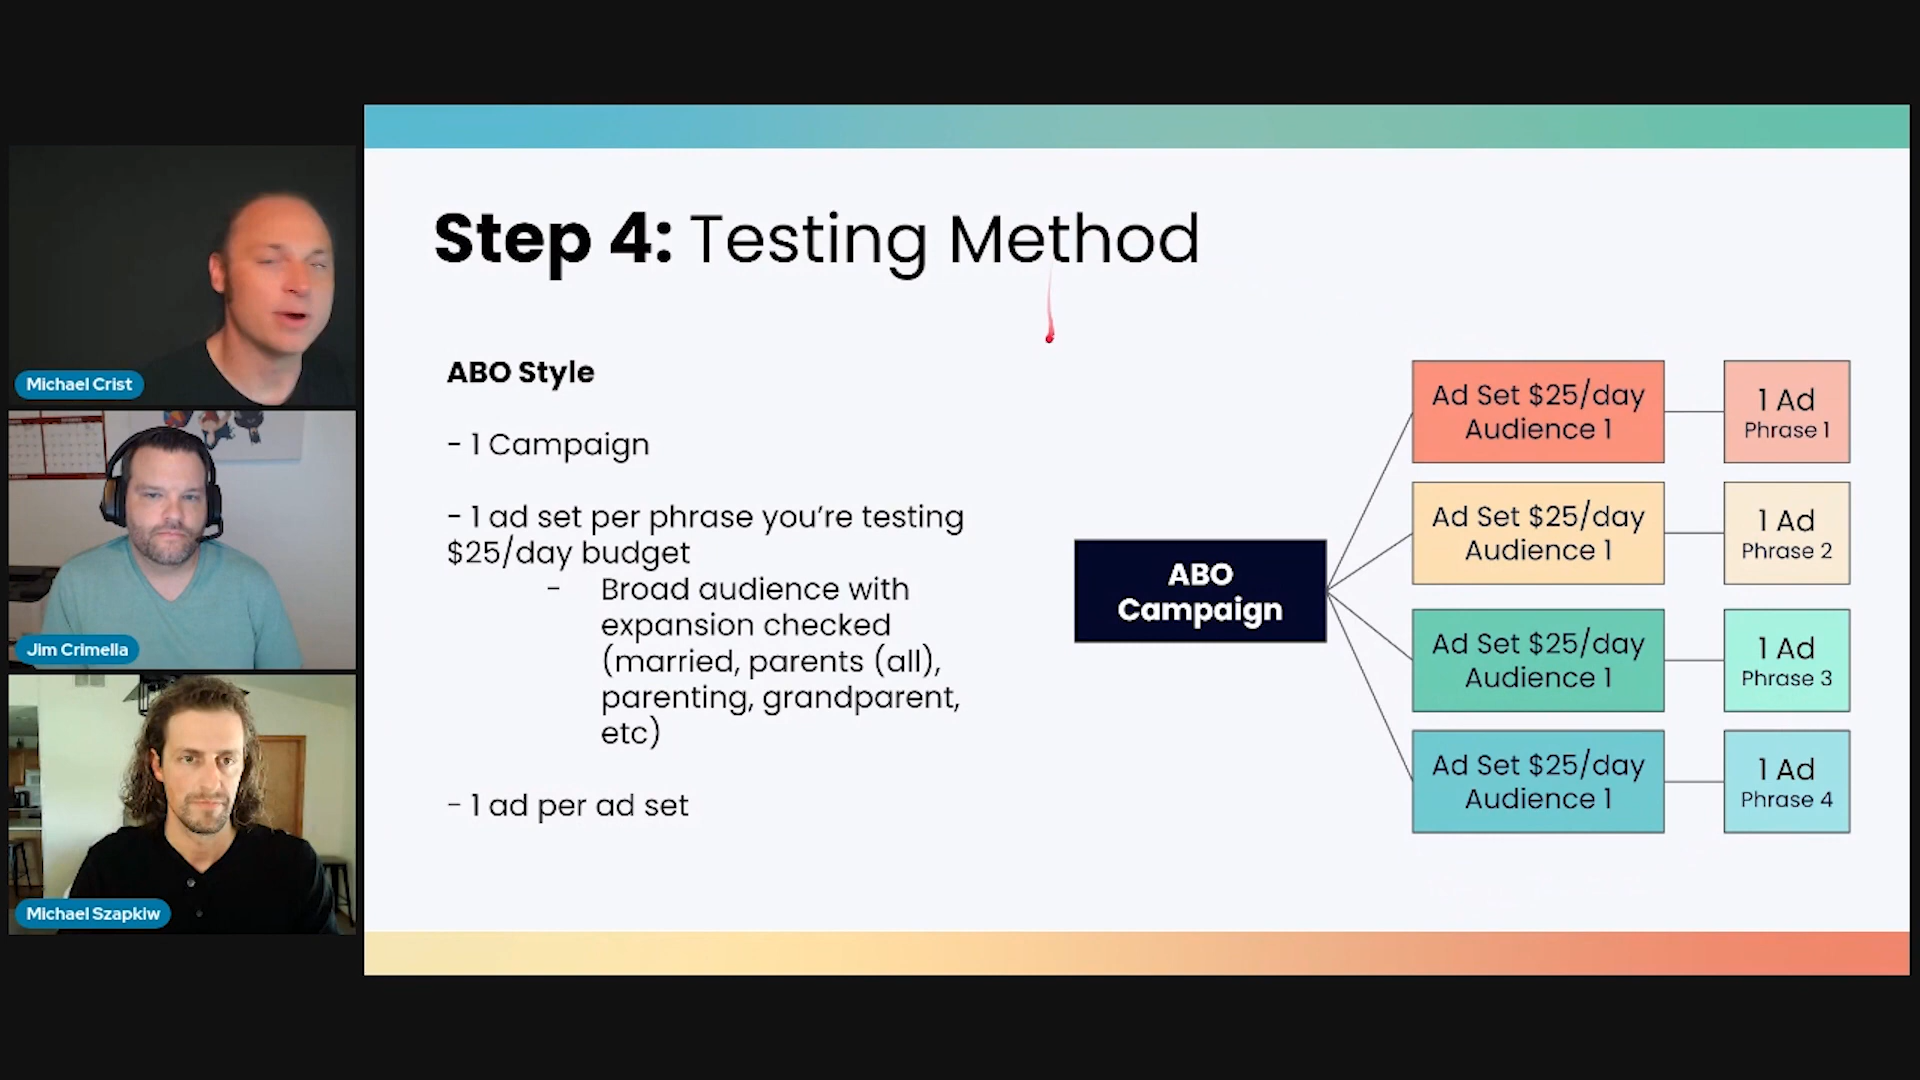 Step 4: Testing Method
ABO Style
- 1 Campaign
- 1 ad set per phrase you’re testing
$25/day budget
- Broad audience with
expansion checked
(married, parents (all),
parenting, grandparent,
etc)
- 1 ad per ad set
ABO
Campaign
Ad Set $25/day
Audience 1
1 Ad
Phrase 1
Ad Set $25/day
Audience 1
1 Ad
Phrase 2
Ad Set $25/day
Audience 1
1 Ad
Phrase 3
Ad Set $25/day
Audience 1
1 Ad
Phrase 4
Michael Crist
Jim Crimella
Michael Szapkiw